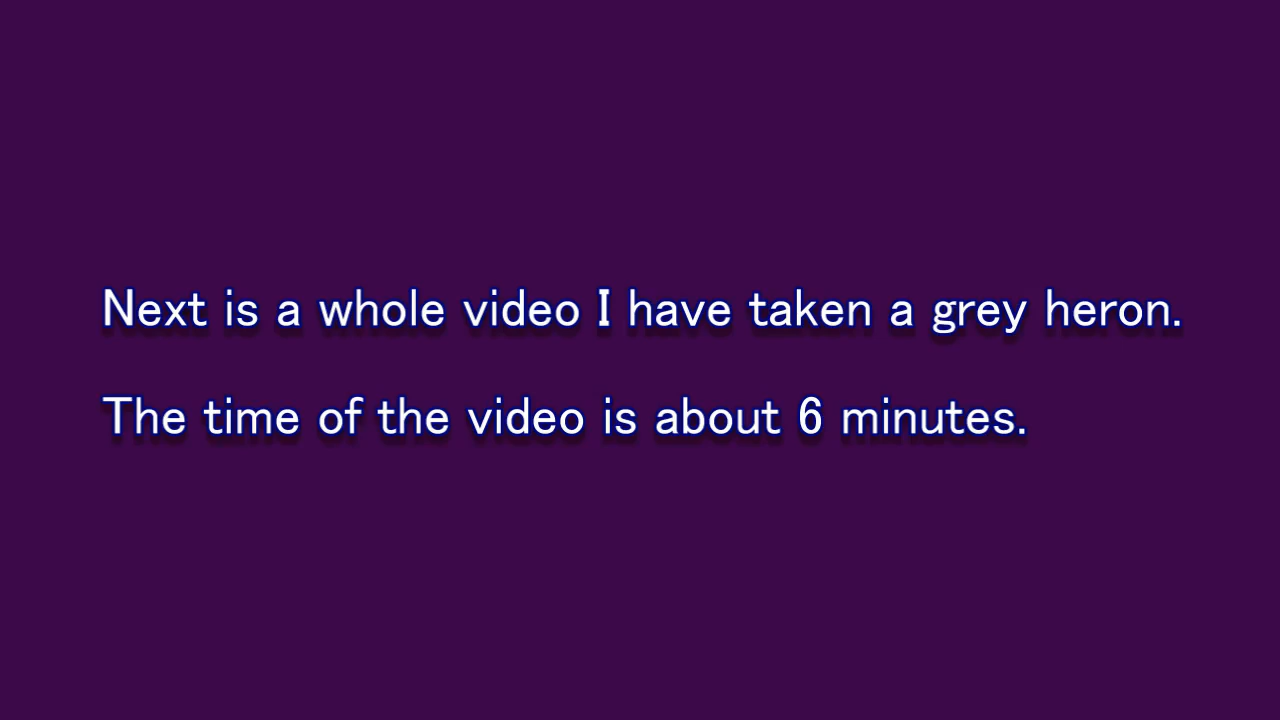 Next is a whole video I have taken a grey heron.
The time of the video is about 6 minutes.